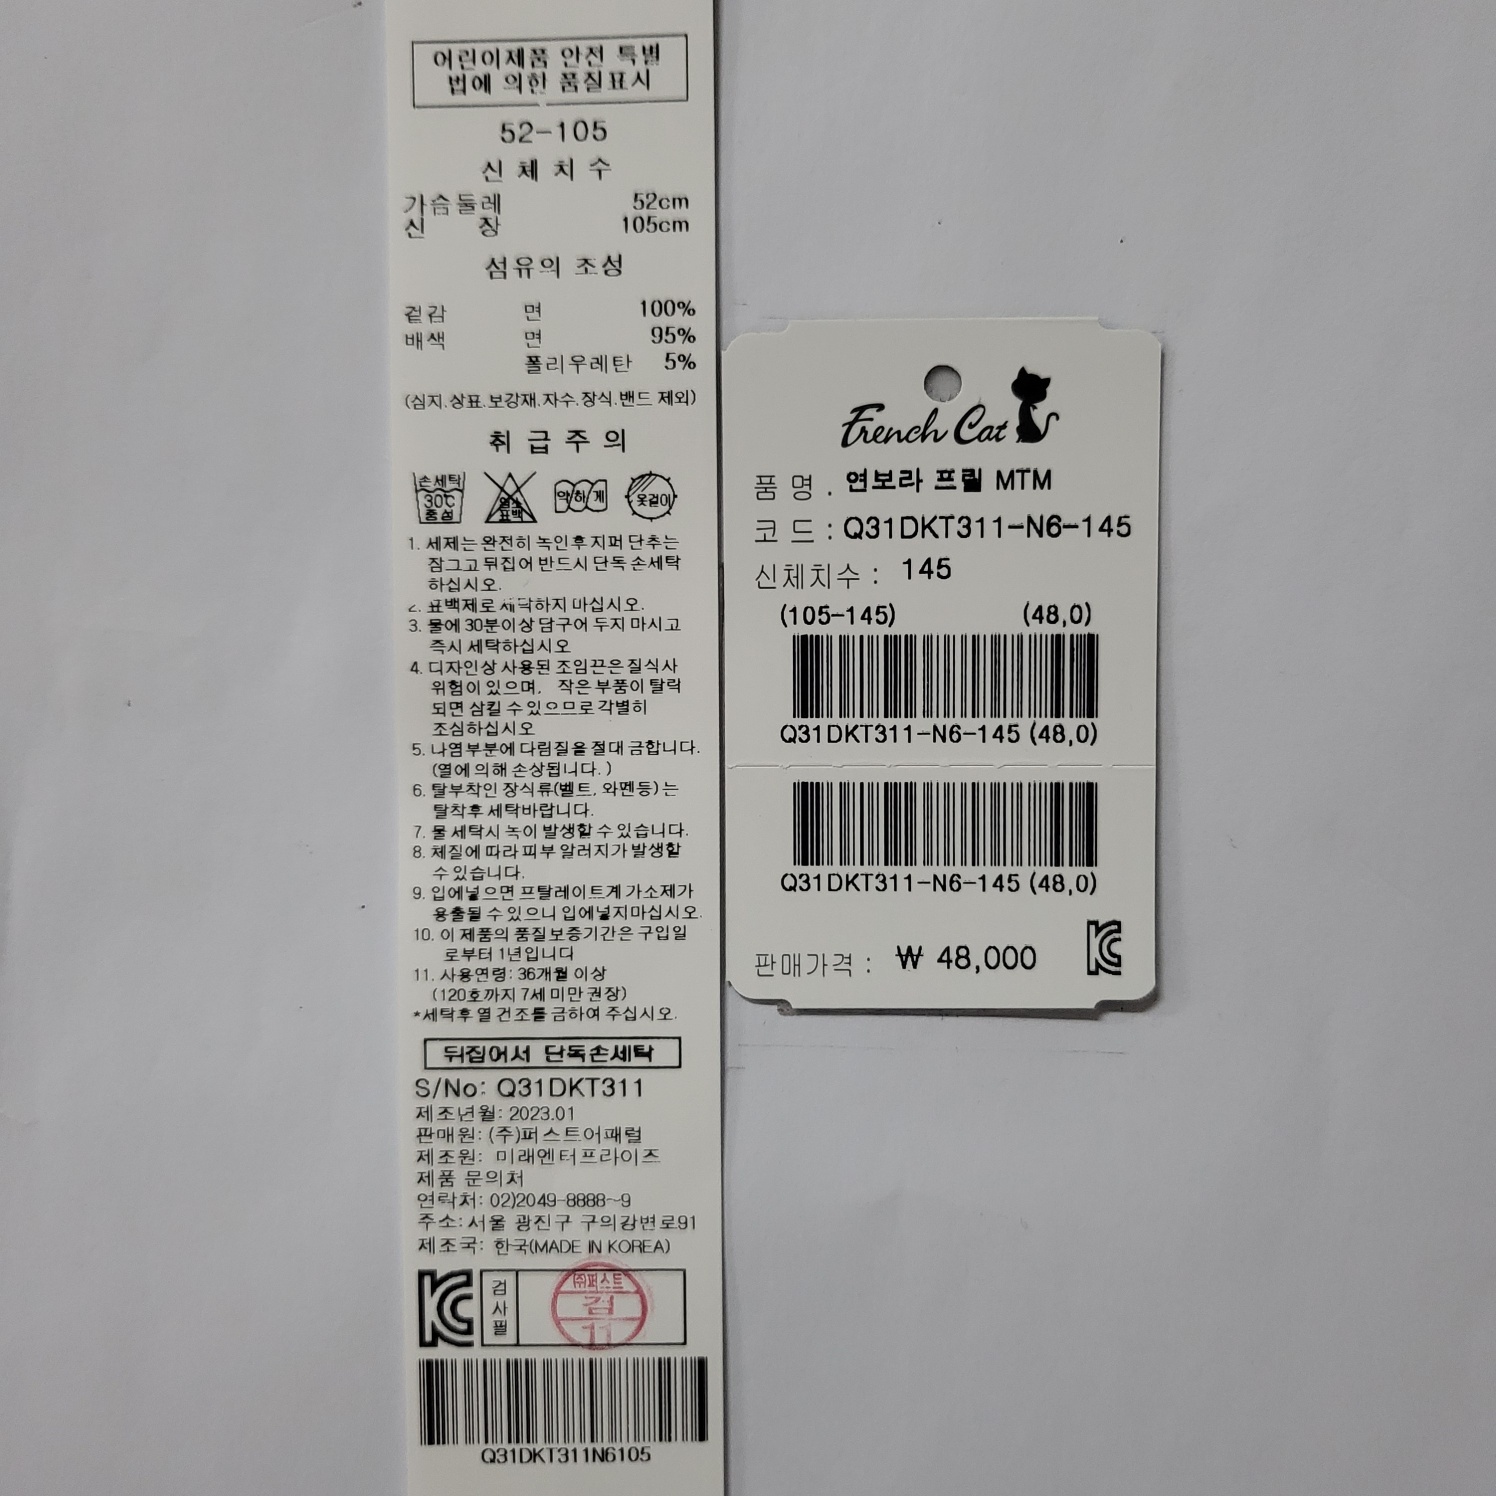 어린이제품 안전 특별
법에 의한 품질표시
52-105
신 체 치 수
가슴둘레 52cm
신 장 105cm
섬유의 조성
겉감 면 100%
배색 면 95%
폴리우레탄 5%
(심지.상표.보강재.자수.장식.밴드 제외)
취 급 주 의
손세탁
30℃
중성
염소
표백
약하게
옷걸이
1. 세제는 완전히 녹인후 지퍼 단추는
잠그고 뒤집어 반드시 단독 손세탁
하십시오.
2. 표백제로 세탁하지 마십시오.
3. 물에 30분이상 담구어 두지 마시고
즉시 세탁하십시오
4. 디자인상 사용된 조임끈은 질식사
위험이 있으며, 작은 부품이 탈락
되면 삼킬 수 있으므로 각별히
조심하십시오
5. 나염부분에 다림질을 절대 금합니다.
(열에 의해 손상됩니다.)
6. 탈부착인 장식류(벨트, 와펜등)는
탈착후 세탁바랍니다.
7. 물 세탁시 녹이 발생할 수 있습니다.
8. 체질에 따라 피부 알러지가 발생할
수 있습니다.
9. 입에넣으면 프탈레이트계 가소제가
용출될 수 있으니 입에넣지마십시오.
10. 이 제품의 품질보증기간은 구입일
로부터 1년입니다
11. 사용연령: 36개월 이상
(120호까지 7세 미만 권장)
*세탁후 열 건조를 금하여 주십시오.
뒤집어서 단독손세탁
S/No: Q31DKT311
제조년월: 2023.01
판매원: (주)퍼스트어패럴
제조원: 미래엔터프라이즈
제품 문의처
연락처: 02)2049-8888~9
주소: 서울 광진구 구의강변로91
제조국: 한국(MADE IN KOREA)
KC
검사필
㈜퍼스트
검
11
Q31DKT311N6105
French Cat
품 명 : 연보라 프릴 MTM
코 드 : Q31DKT311-N6-145
신체치수 : 145
(105-145) (48,0)
Q31DKT311-N6-145 (48,0)
Q31DKT311-N6-145 (48,0)
판매가격 : ₩ 48,000
KC